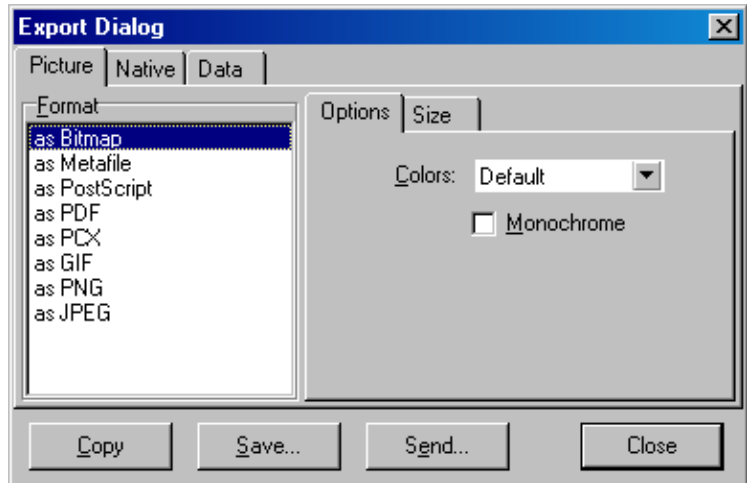 Export Dialog
Picture Native Data
Format
as Bitmap
as Metafile
as PostScript
as PDF
as PCX
as GIF
as PNG
as JPEG
Options Size
Colors: Default
Monochrome
Copy Save... Send... Close